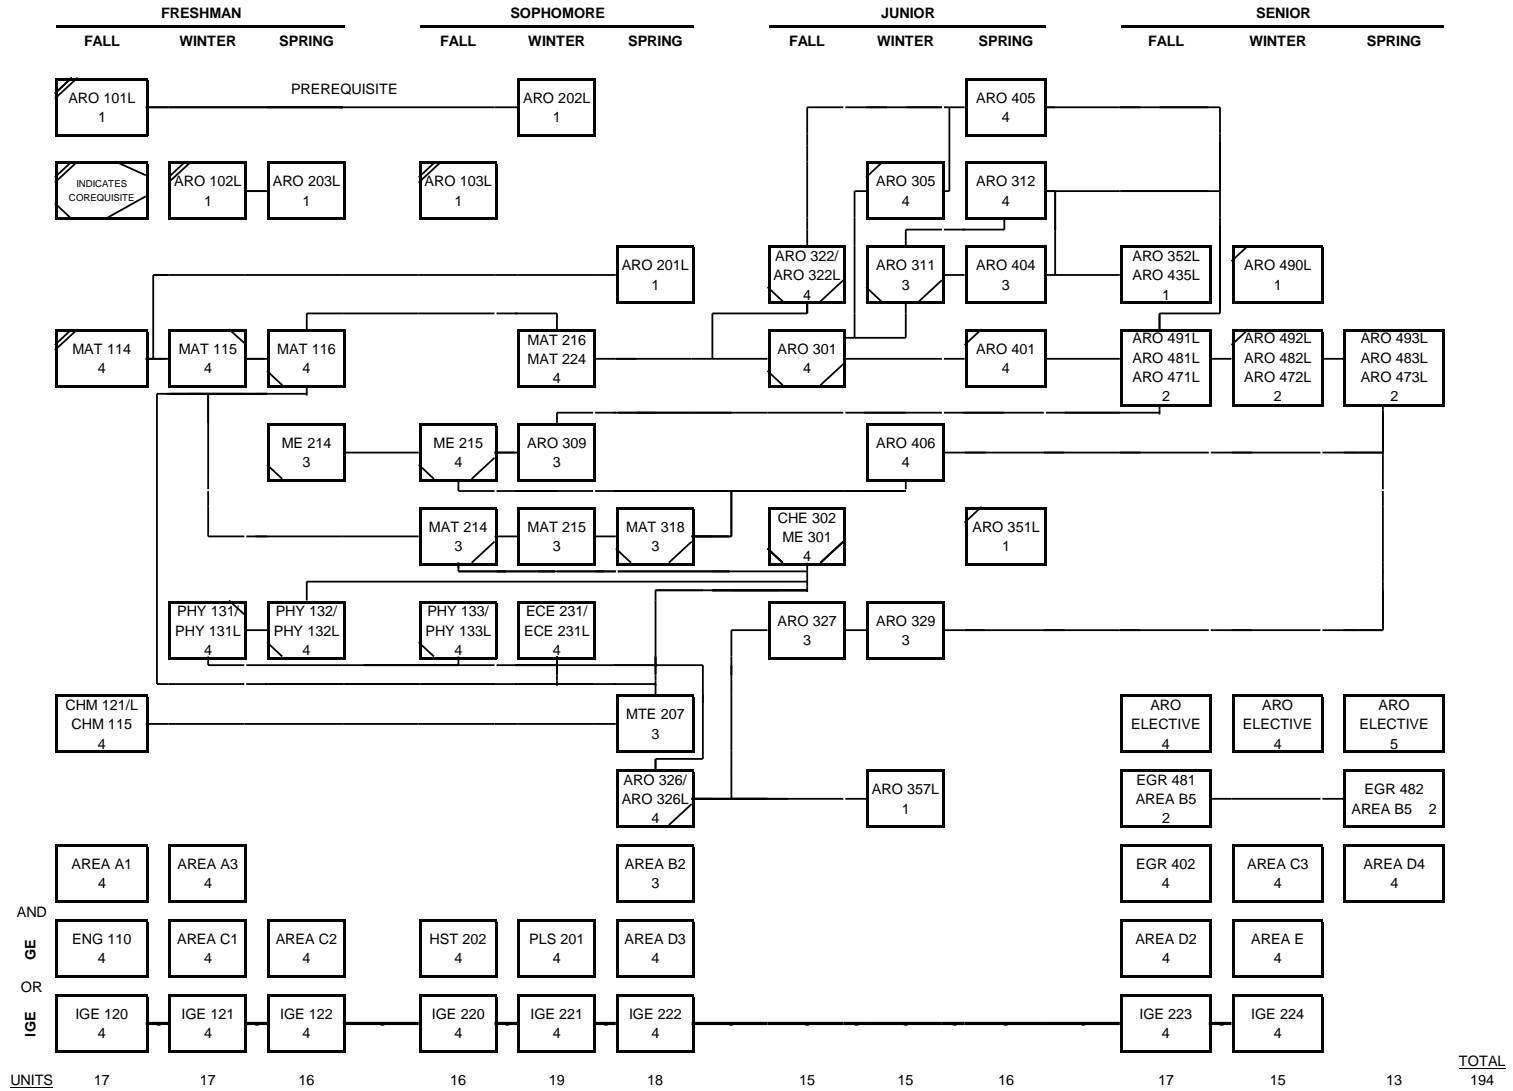 FRESHMAN SOPHOMORE JUNIOR SENIOR
FALL WINTER SPRING FALL WINTER SPRING FALL WINTER SPRING FALL WINTER SPRING
PREREQUISITE
ARO 101L ARO 202L ARO 405
1 1 4
INDICATES
COREQUISITE
ARO 102L ARO 203L ARO 103L ARO 305 ARO 312
1 1 1 4 4
ARO 201L
1
ARO 322/
ARO 322L
4
ARO 311
3
ARO 404
3
ARO 352L
ARO 435L
1
ARO 490L
1
MAT 114
4
MAT 115
4
MAT 116
4
MAT 216
MAT 224
4
ARO 301
4
ARO 401
4
ARO 491L
ARO 481L
ARO 471L
2
ARO 492L
ARO 482L
ARO 472L
2
ARO 493L
ARO 483L
ARO 473L
2
ME 214
3
ME 215
4
ARO 309
3
ARO 406
4
MAT 214
3
MAT 215
3
MAT 318
3
CHE 302
ME 301
4
ARO 351L
1
PHY 131/
PHY 131L
4
PHY 132/
PHY 132L
4
PHY 133/
PHY 133L
4
ECE 231/
ECE 231L
4
ARO 327
3
ARO 329
3
CHM 121/L
CHM 115
4
MTE 207
3
ARO
ELECTIVE
4
ARO
ELECTIVE
4
ARO
ELECTIVE
5
ARO 326/
ARO 326L
4
ARO 357L
1
EGR 481
AREA B5
2
EGR 482
AREA B5 2
AREA A1
4
AREA A3
4
AREA B2
3
EGR 402
4
AREA C3
4
AREA D4
4
AND
GE
ENG 110
4
AREA C1
4
AREA C2
4
HST 202
4
PLS 201
4
AREA D3
4
AREA D2
4
AREA E
4
OR
IGE
IGE 120
4
IGE 121
4
IGE 122
4
IGE 220
4
IGE 221
4
IGE 222
4
IGE 223
4
IGE 224
4
TOTAL
UNITS 17 17 16 16 19 18 15 15 16 17 15 13 194